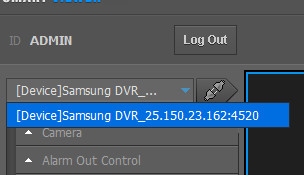 ID ADMIN
Log Out
[Device]Samsung DVR_...
[Device]Samsung DVR_25.150.23.162:4520
Camera
Alarm Out Control